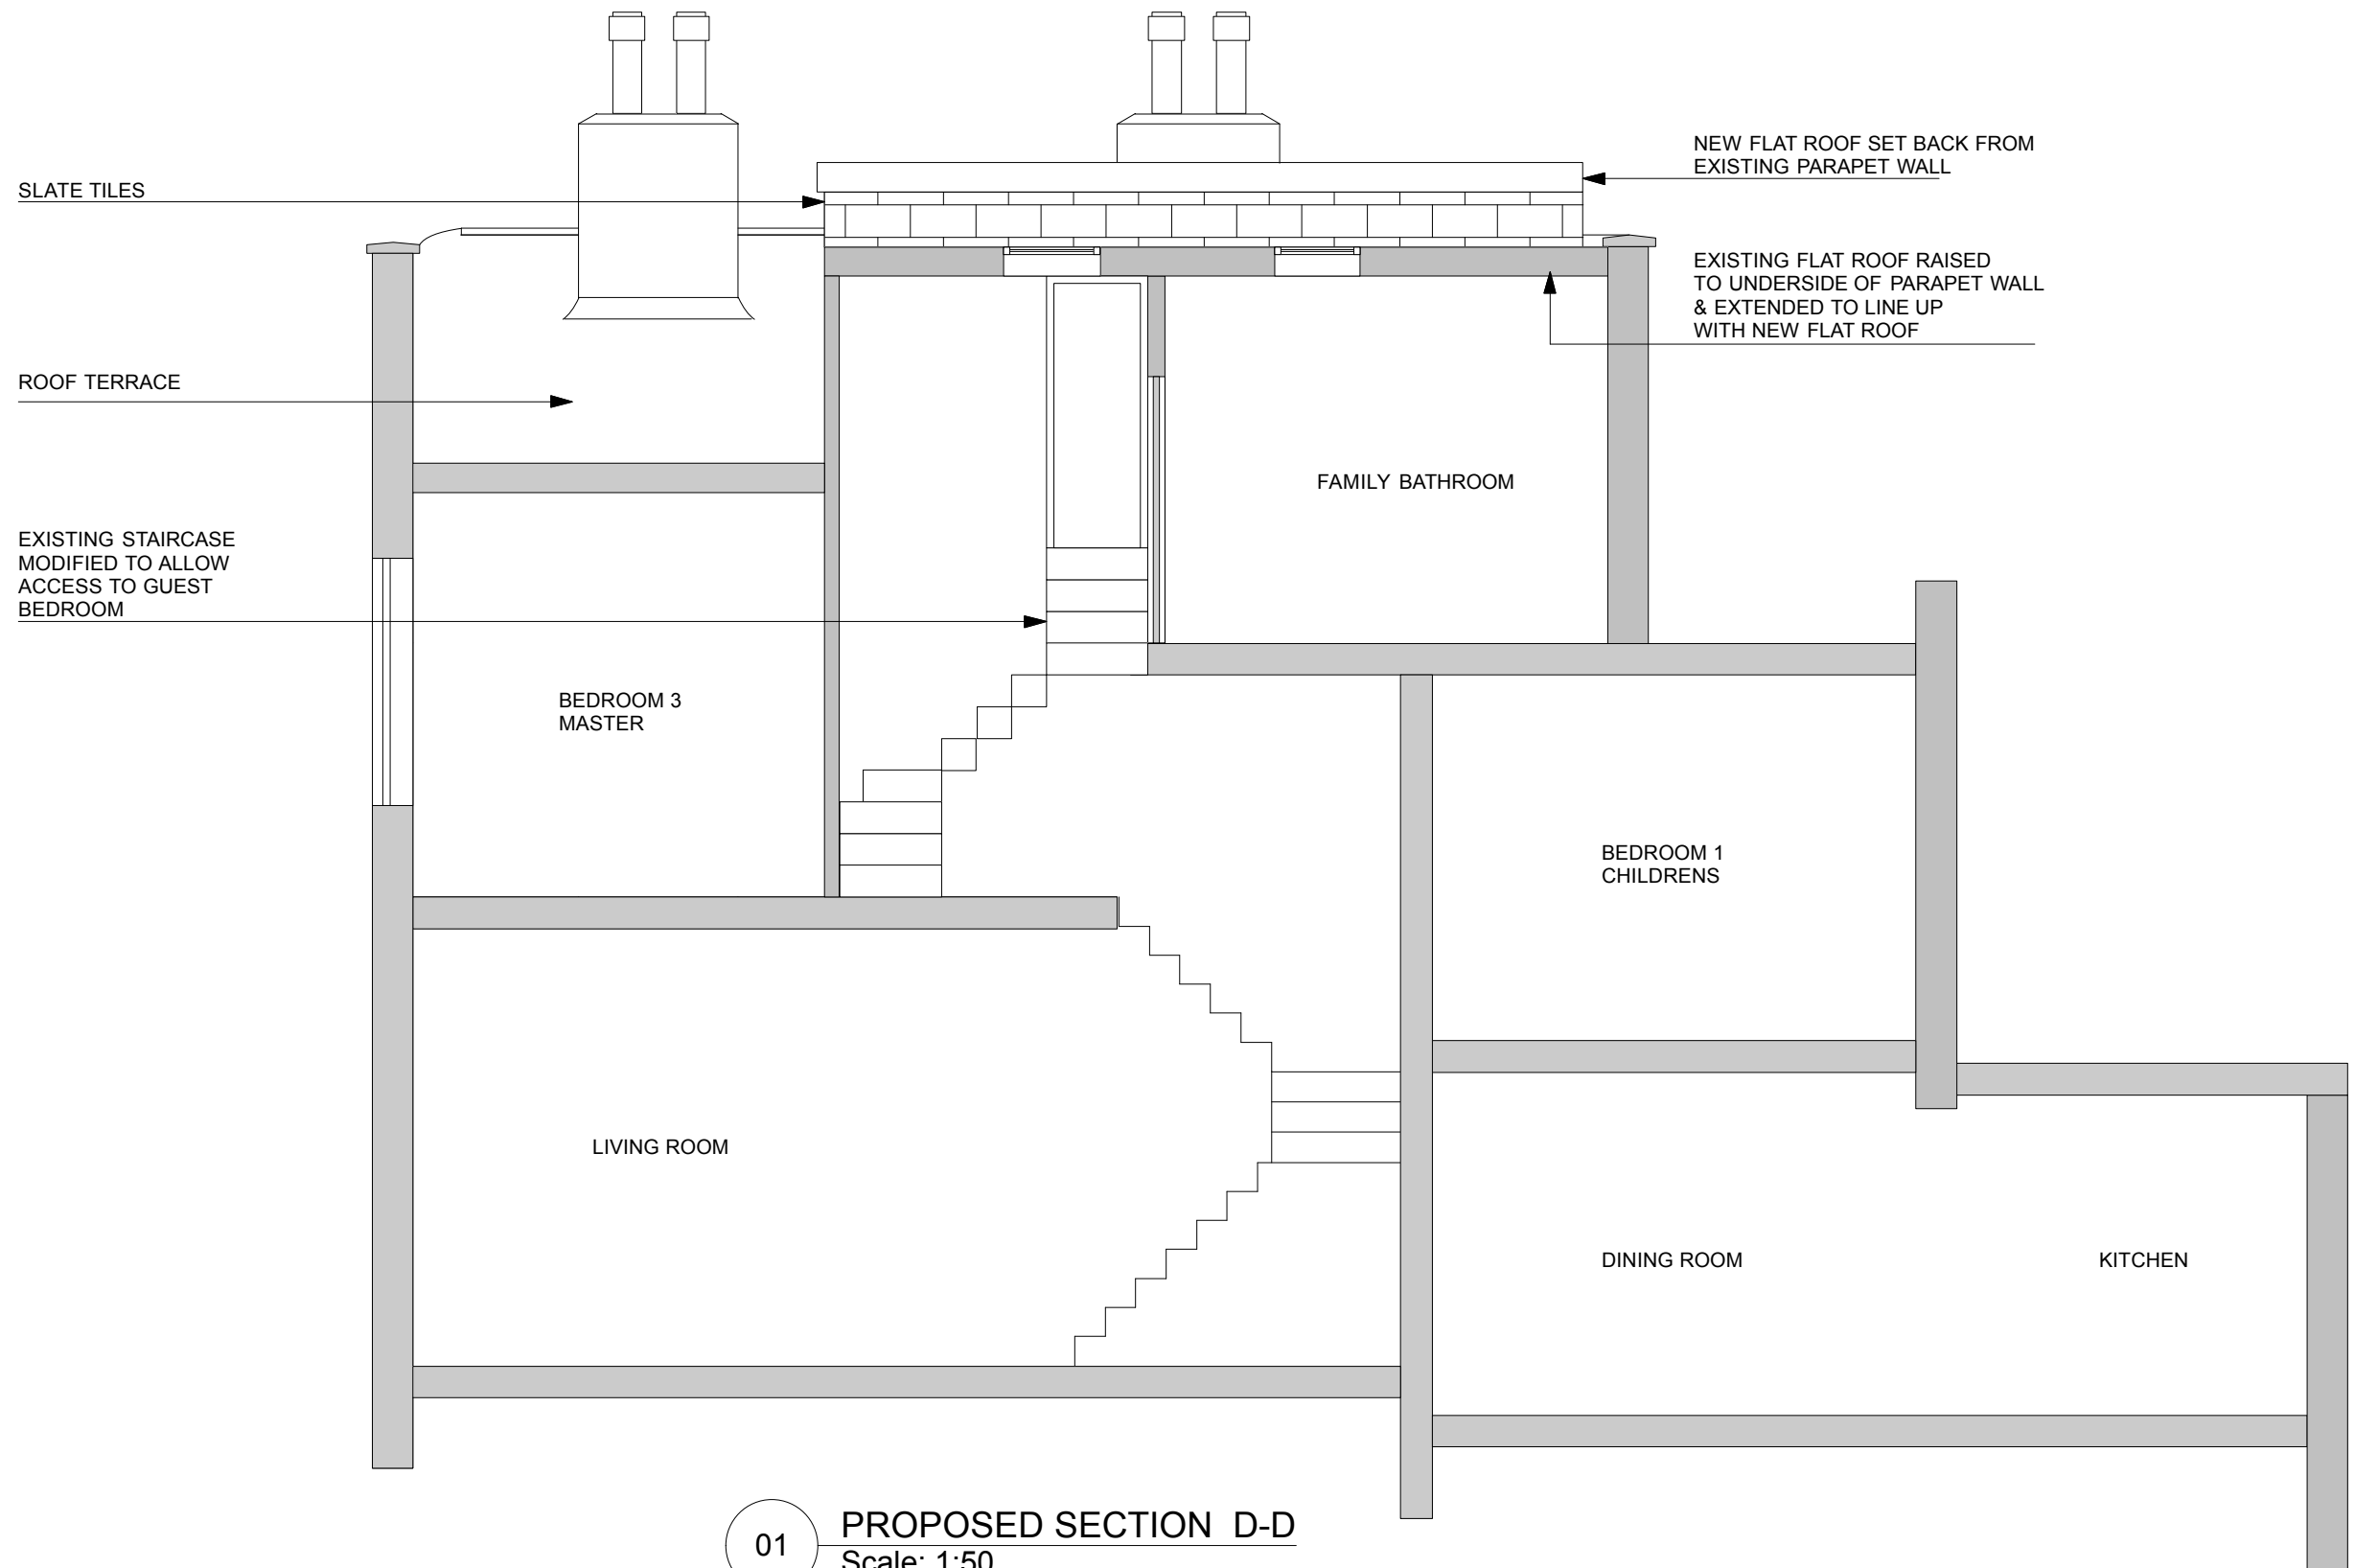 NEW FLAT ROOF SET BACK FROM
EXISTING PARAPET WALL
SLATE TILES
EXISTING FLAT ROOF RAISED
TO UNDERSIDE OF PARAPET WALL
& EXTENDED TO LINE UP
WITH NEW FLAT ROOF
ROOF TERRACE
FAMILY BATHROOM
EXISTING STAIRCASE
MODIFIED TO ALLOW
ACCESS TO GUEST
BEDROOM
BEDROOM 3
MASTER
BEDROOM 1
CHILDRENS
LIVING ROOM
DINING ROOM
KITCHEN
01
PROPOSED SECTION D-D
Scale: 1:50